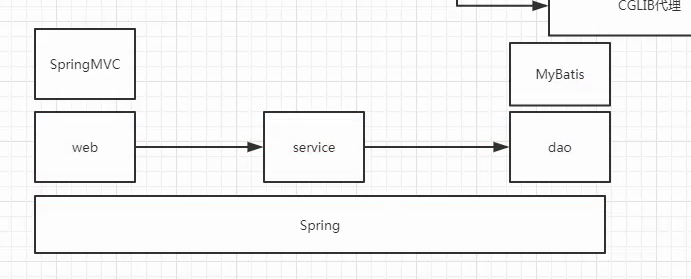 CGLIB代理
SpringMVC
MyBatis
web
service
dao
Spring